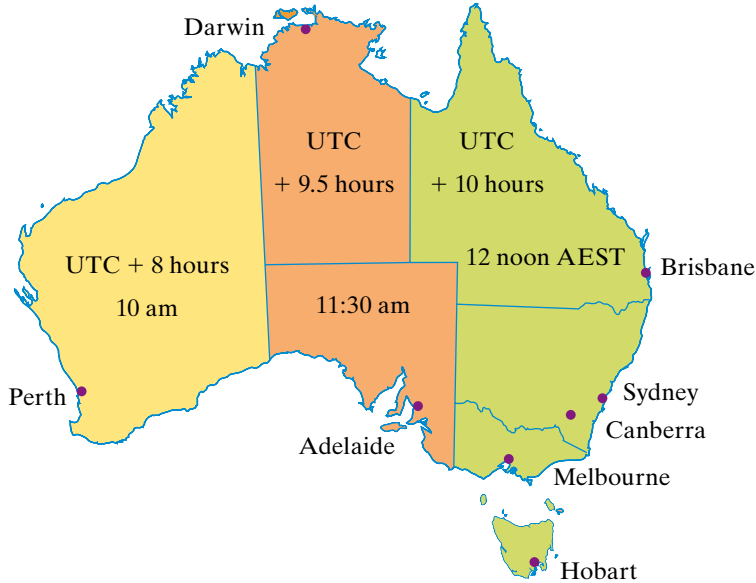 Darwin
UTC
+ 9.5 hours
UTC
+ 10 hours
12 noon AEST
Brisbane
UTC + 8 hours
10 am
11:30 am
Perth
Adelaide
Sydney
Canberra
Melbourne
Hobart